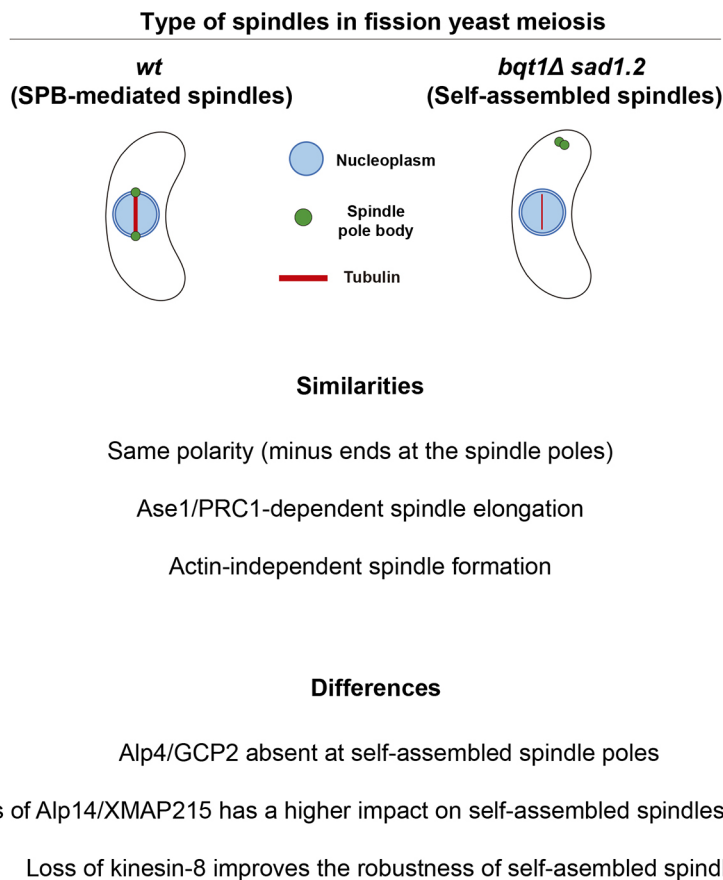 Type of spindles in fission yeast meiosis
wt
(SPB-mediated spindles)
bqt1Δ sad1.2
(Self-assembled spindles)
Nucleoplasm
Spindle
pole body
Tubulin
Similarities
Same polarity (minus ends at the spindle poles)
Ase1/PRC1-dependent spindle elongation
Actin-independent spindle formation
Differences
Alp4/GCP2 absent at self-assembled spindle poles
of Alp14/XMAP215 has a higher impact on self-assembled spindles
Loss of kinesin-8 improves the robustness of self-asembled